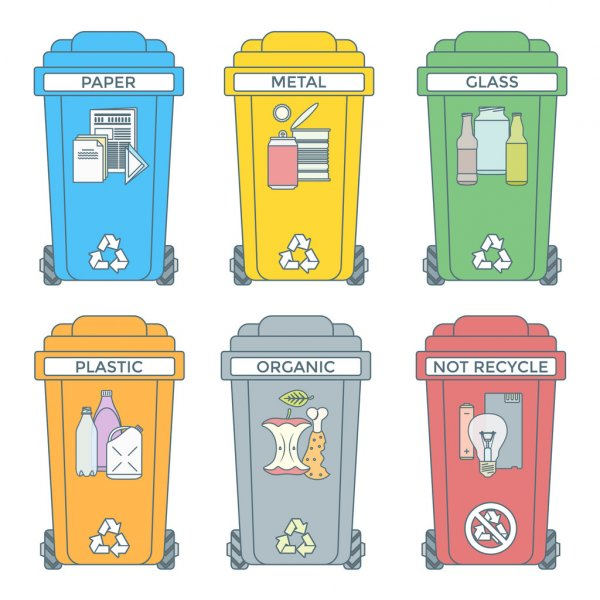 PAPER
METAL
GLASS
PLASTIC
ORGANIC
NOT RECYCLE